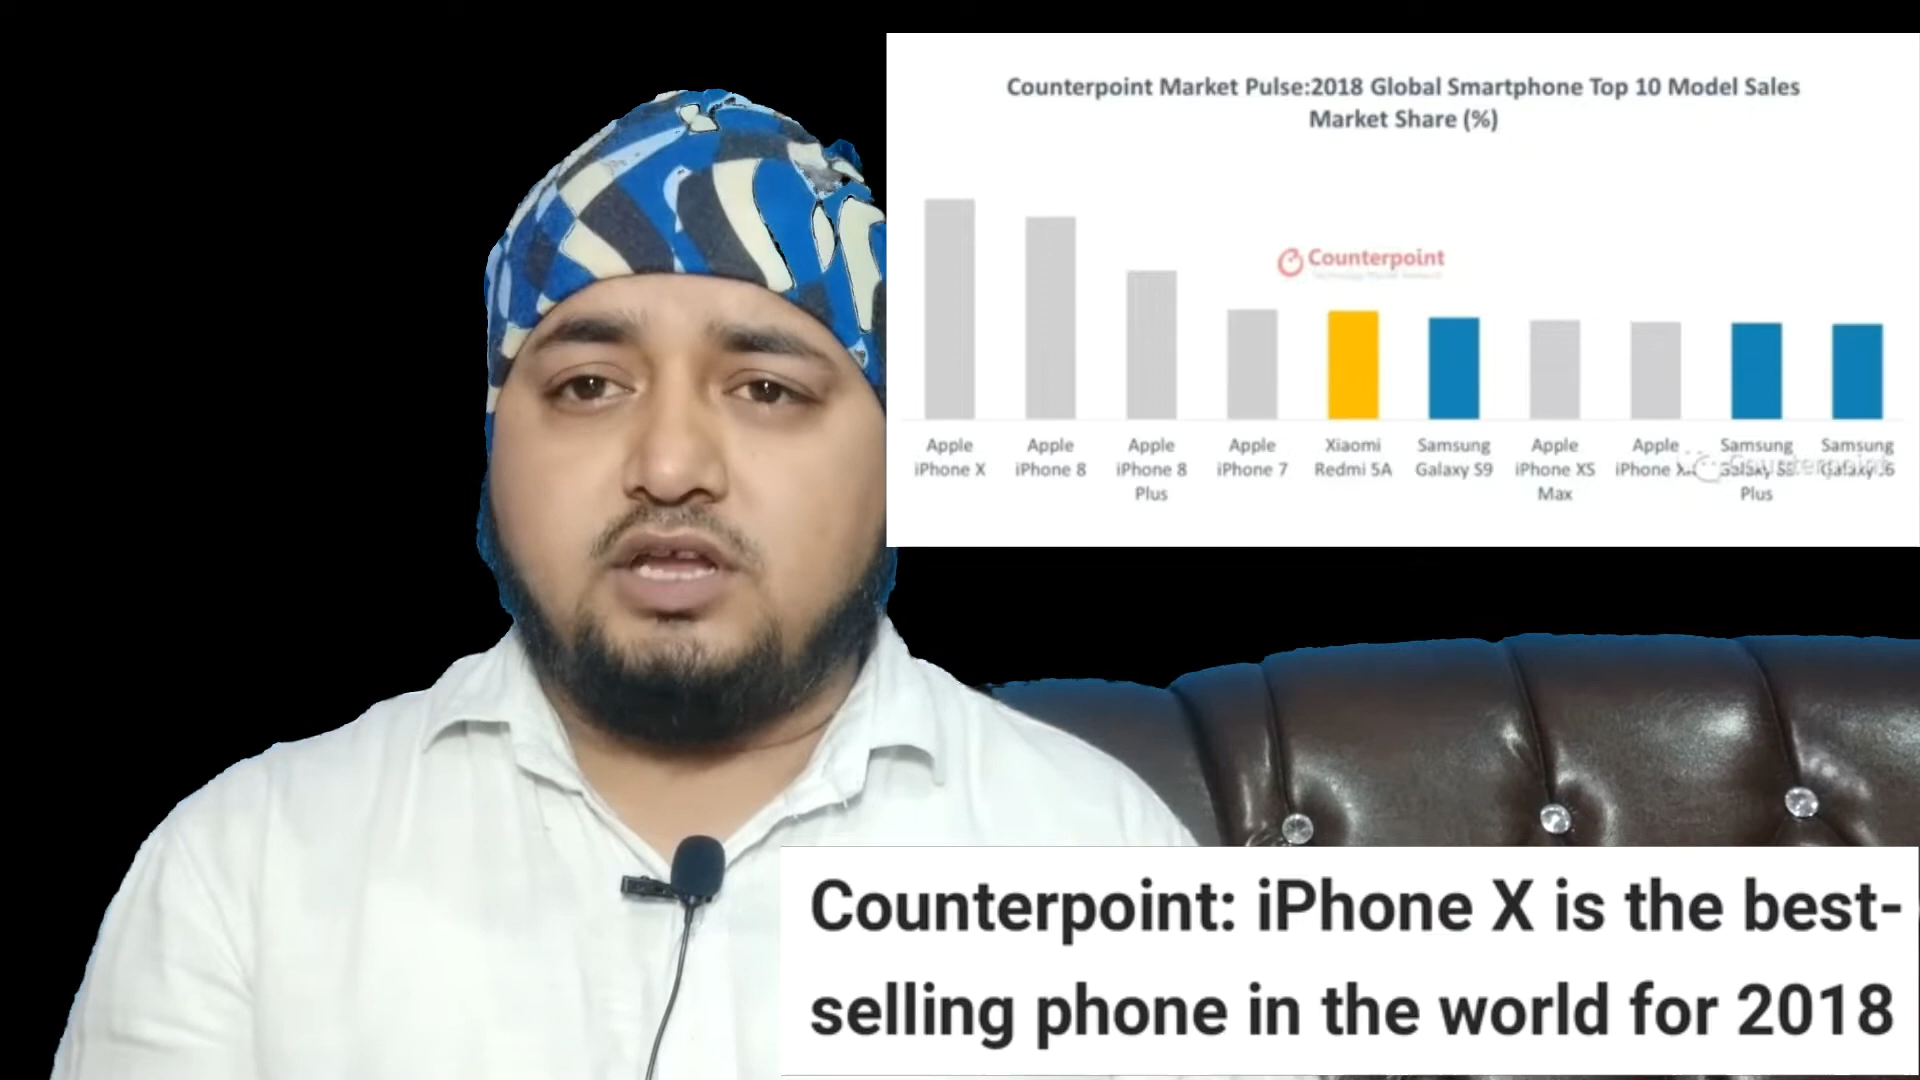 Counterpoint Market Pulse:2018 Global Smartphone Top 10 Model Sales
Market Share (%)
Counterpoint
Apple iPhone X
Apple iPhone 8
Apple iPhone 8 Plus
Apple iPhone 7
Xiaomi Redmi 5A
Samsung Galaxy S9
Apple iPhone XS Max
Apple iPhone
Samsung Plus
Samsung
Counterpoint: iPhone X is the best-
selling phone in the world for 2018